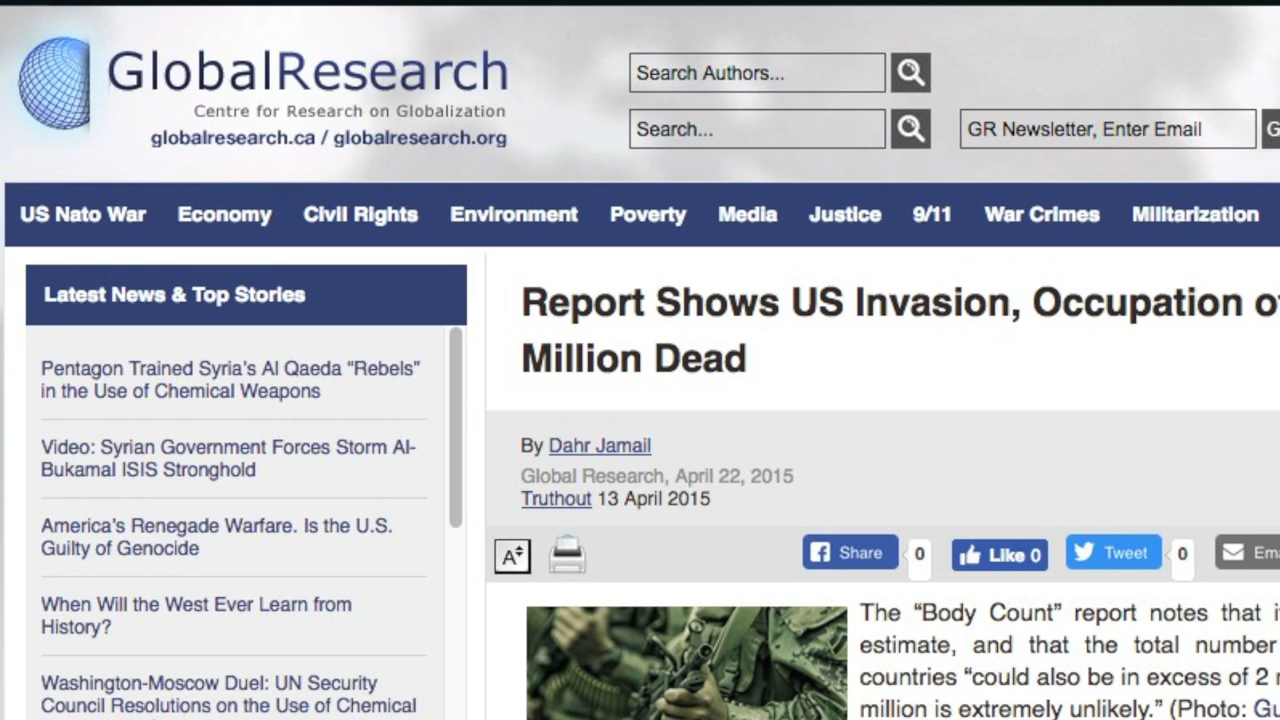 GlobalResearch
Centre for Research on Globalization
globalresearch.ca / globalresearch.org
Search Authors...
Search...
GR Newsletter, Enter Email
G
US Nato War Economy Civil Rights Environment Poverty Media Justice 9/11 War Crimes Militarization
Latest News & Top Stories
Pentagon Trained Syria's Al Qaeda “Rebels”
in the Use of Chemical Weapons
Video: Syrian Government Forces Storm Al-
Bukamal ISIS Stronghold
America's Renegade Warfare. Is the U.S.
Guilty of Genocide
When Will the West Ever Learn from
History?
Washington-Moscow Duel: UN Security
Council Resolutions on the Use of Chemical
Report Shows US Invasion, Occupation
Million Dead
By Dahr Jamail
Global Research, April 22, 2015
Truthout 13 April 2015
A
Share 0 Like 0 Tweet 0
The “Body Count” report notes that
estimate, and that the total number
countries “could also be in excess of 2
million is extremely unlikely.” (Photo: